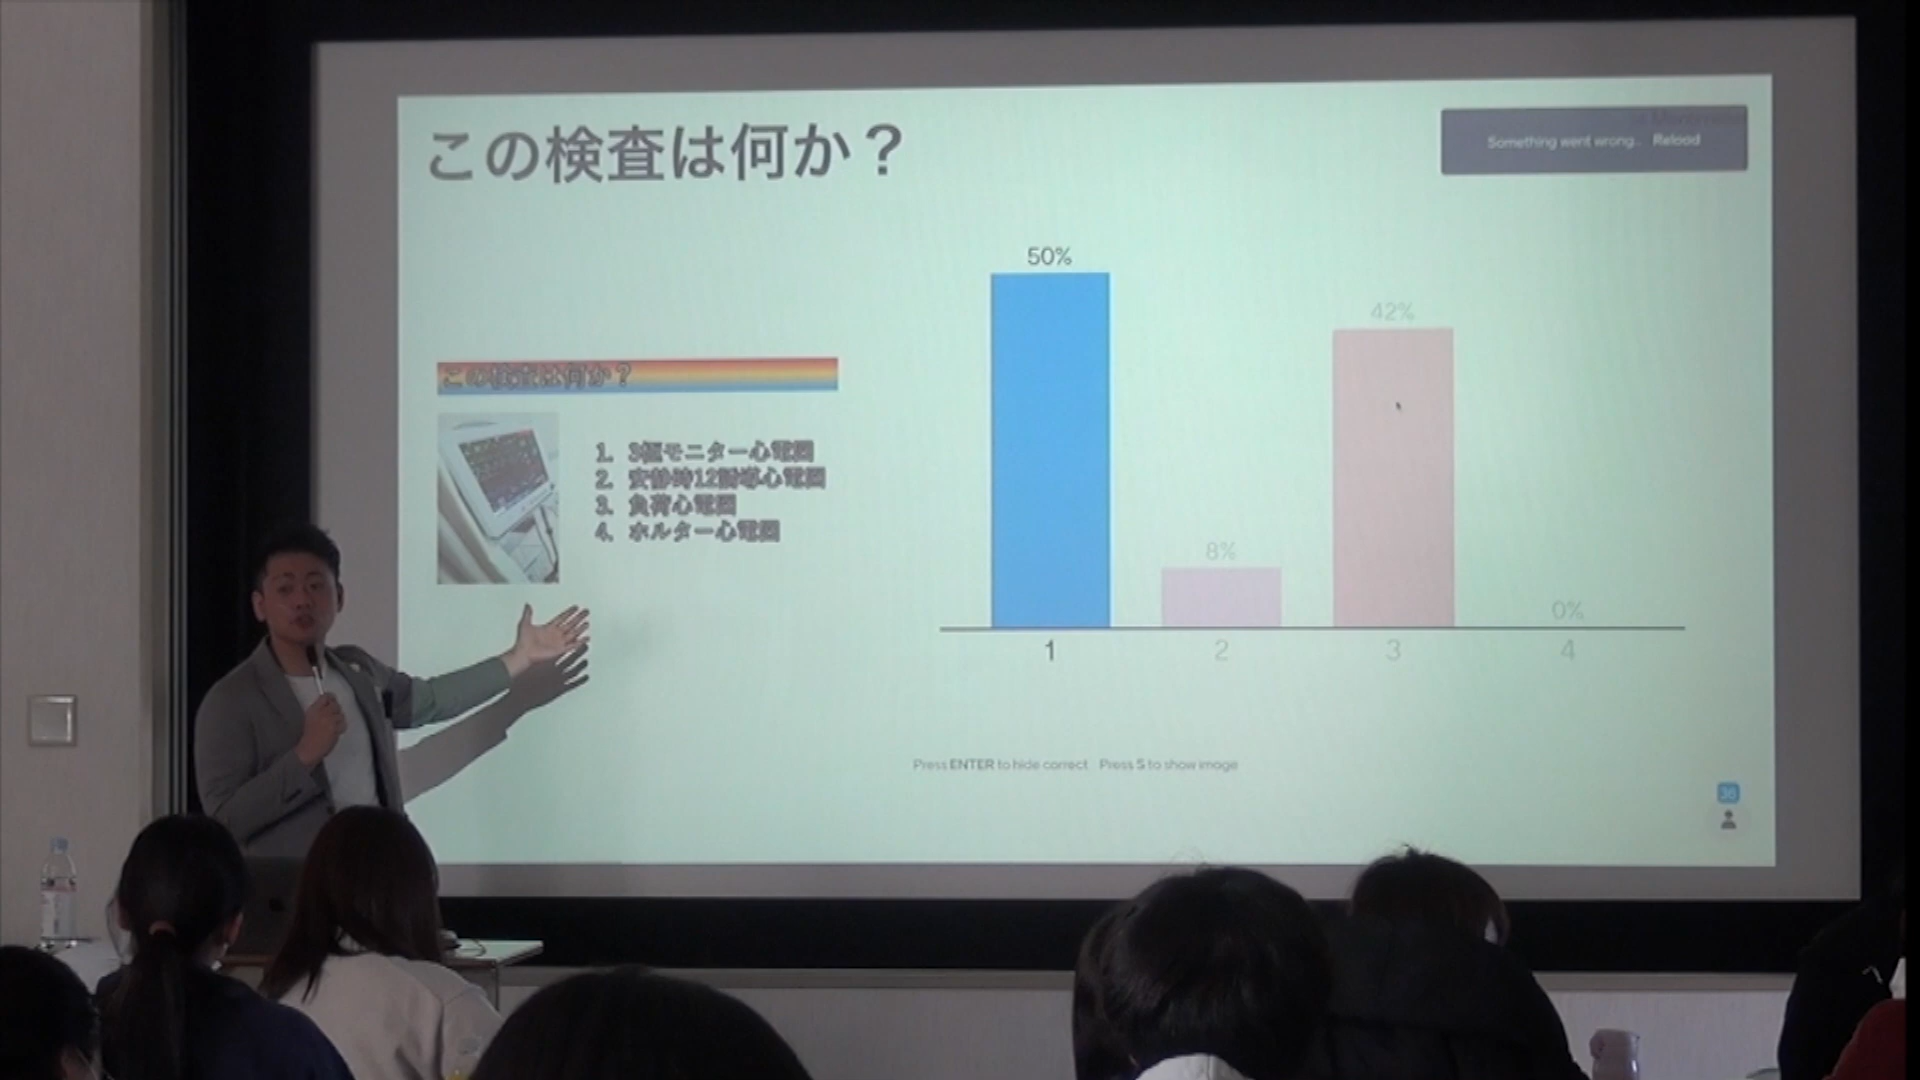 この検査は何か？
Something went wrong.. Reload
この検査は何か？
1. 3極モニター心電図
2. 安静時12誘導心電図
3. 負荷心電図
4. ホルター心電図
50%
8%
42%
0%
1
2
3
4
Press ENTER to hide correct Press S to show image
36